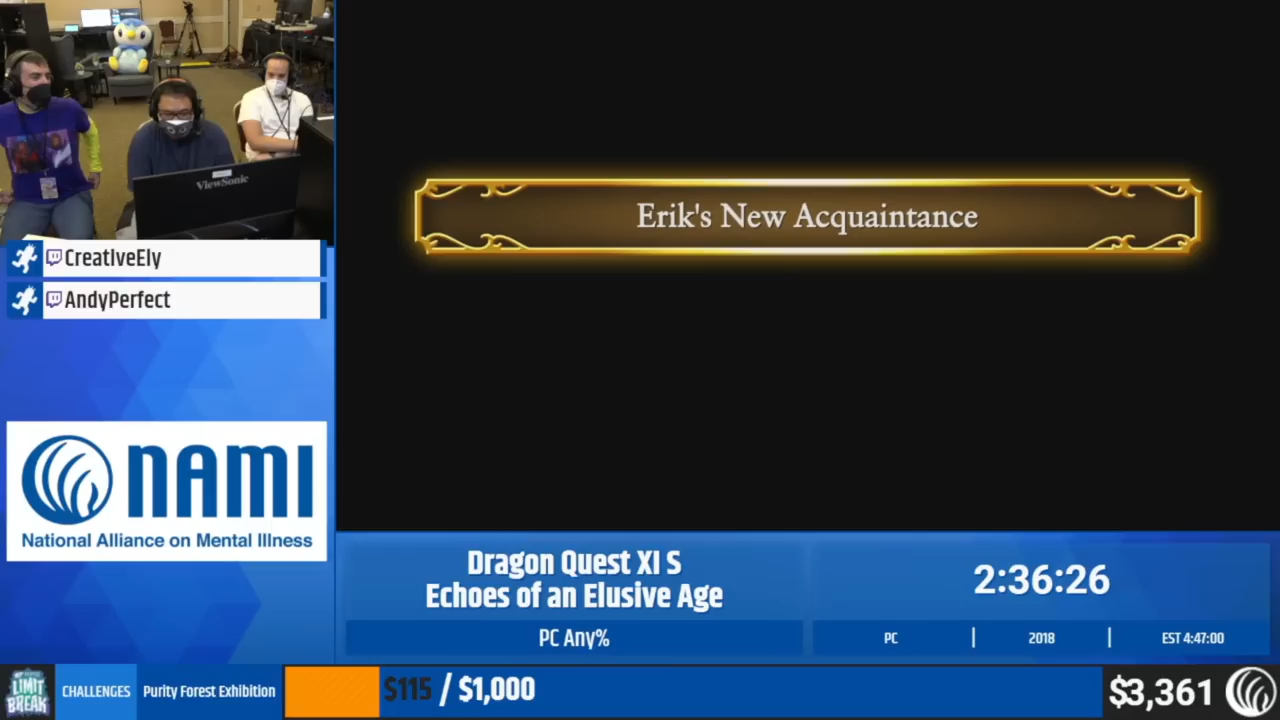 ViewSonic
Erik's New Acquaintance
CreatIveEly
AndyPerfect
NAMI
National Alliance on Mental Illness
Dragon Quest XI S
Echoes of an Elusive Age
PC Any%
2:36:26
PC
2018
EST 4:47:00
LIMIT
BREAK
CHALLENGES
Purity Forest Exhibition
$115 / $1,000
$3,361